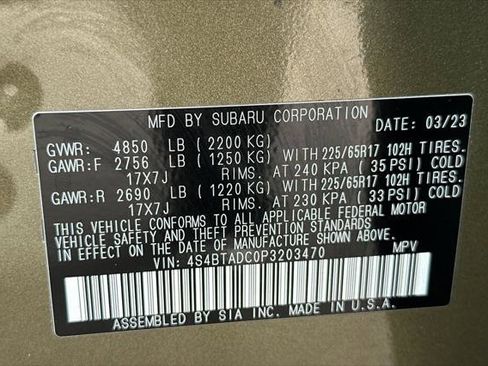 MFD BY SUBARU CORPORATION
GVWR: 4850 LB (2200 KG) DATE: 03/23
GAWR:F 2756 LB (1250 KG) WITH 225/65R17 102H TIRES.
17X7J RIMS. AT 240 KPA (35 PSI) COLD
GAWR:R 2690 LB (1220 KG) WITH 225/65R17 102H TIRES.
17X7J RIMS. AT 230 KPA (33 PSI) COLD
THIS VEHICLE CONFORMS TO ALL APPLICABLE FEDERAL MOTOR
VEHICLE SAFETY AND THEFT PREVENTION STANDARDS IN EFFECT
ON THE DATE OF MANUFACTURE SHOWN ABOVE.
VIN: 4S4BTADC0P3203470 MPV
ASSEMBLED BY SIA INC. MADE IN U.S.A.